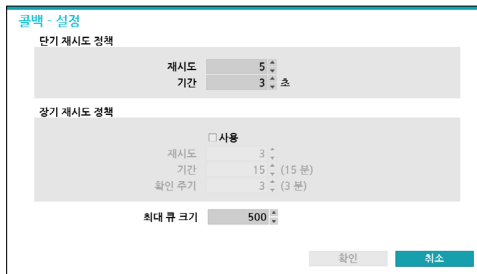 콜백 - 설정
단기 재시도 정책
재시도 5
기간 3 초
장기 재시도 정책
사용
재시도 3
기간 15 (15 분)
확인 주기 3 (3 분)
최대 큐 크기 500
확인 취소